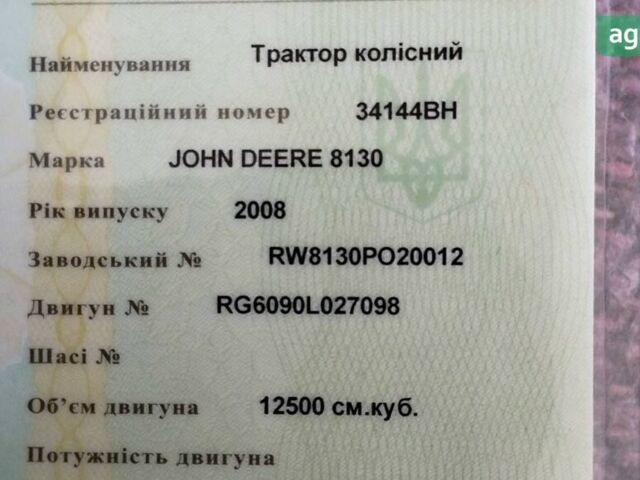 ag
Найменування Трактор колісний
Реєстраційний номер 34144ВН
Марка JOHN DEERE 8130
Рік випуску 2008
Заводський № RW8130PO20012
Двигун № RG6090L027098
Шасі №
Об’єм двигуна 12500 см.куб.
Потужність двигуна